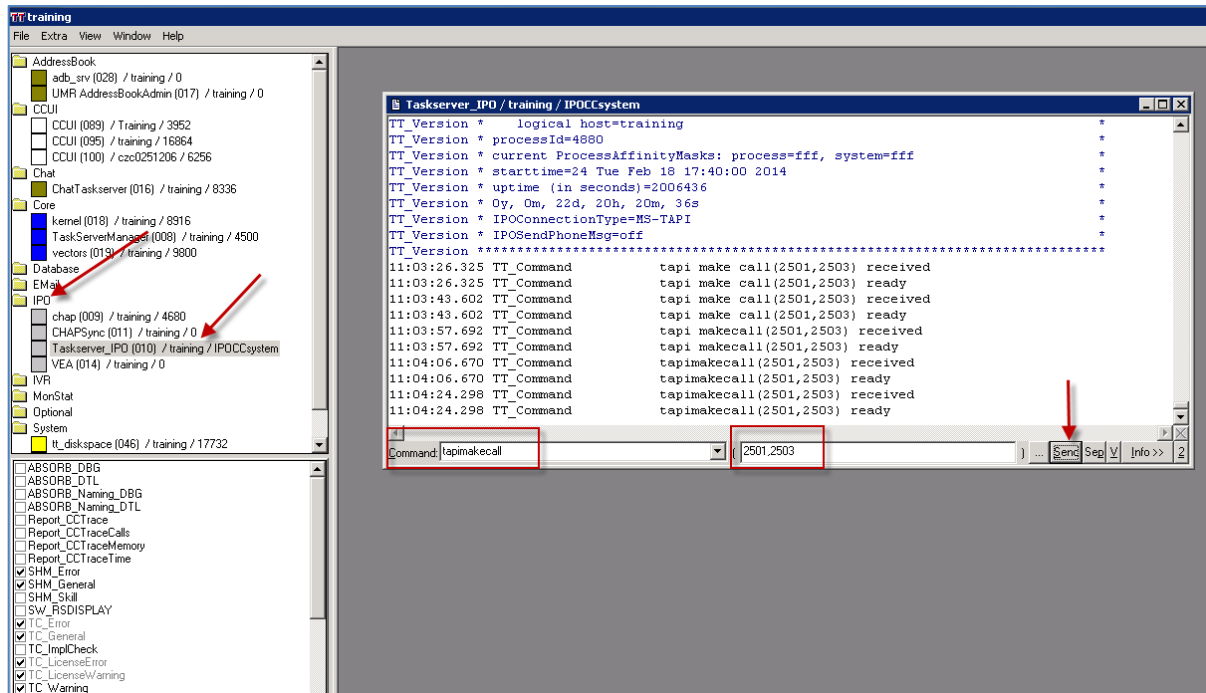 TT training
File Extra View Window Help
AddressBook
adb_srv (028) / training / 0
UMR AddressBookAdmin (017) / training / 0
CCUI
CCUI (089) / Training / 3952
CCUI (095) / training / 16864
CCUI (100) / czc0251206 / 6256
Chat
ChatTaskserver (016) / training / 8336
Core
kernel (018) / training / 8916
TaskServerManager (008) / training / 4500
vectors (019) / training / 9800
Database
EMail
IPO
chap (009) / training / 4680
CHAPSync (011) / training / 0
Taskserver_IPO (010) / training / IPOCCsystem
VEA (014) / training / 0
IVR
MonStat
Optional
System
tt_diskspace (046) / training / 17732
ABSORB_DBG
ABSORB_DTL
ABSORB_Naming_DBG
ABSORB_Naming_DTL
Report_CCTrace
Report_CCTraceCalls
Report_CCTraceMemory
Report_CCTraceTime
SHM_Error
SHM_General
SHM_Skill
SW_RSDISPLAY
TC_Error
TC_General
TC_ImplCheck
TC_LicenseError
TC_LicenseWarning
TC_Warning
Taskserver_IPO / training / IPOCCsystem
TT_Version * logical host=training *
TT_Version * processId=4880 *
TT_Version * current ProcessAffinityMasks: process=fff, system=fff *
TT_Version * starttime=24 Tue Feb 18 17:40:00 2014 *
TT_Version * uptime (in seconds)=2006436 *
TT_Version * 0y, 0m, 22d, 20h, 20m, 36s *
TT_Version * IPOConnectionType=MS-TAPI *
TT_Version * IPOSendPhoneMsg=off *
TT_Version ******************************************************************************
11:03:26.325 TT_Command tapi make call(2501,2503) received
11:03:26.325 TT_Command tapi make call(2501,2503) ready
11:03:43.602 TT_Command tapi make call(2501,2503) received
11:03:43.602 TT_Command tapi make call(2501,2503) ready
11:03:57.692 TT_Command tapi makecall(2501,2503) received
11:03:57.692 TT_Command tapi makecall(2501,2503) ready
11:04:06.670 TT_Command tapimakecall(2501,2503) received
11:04:06.670 TT_Command tapimakecall(2501,2503) ready
11:04:24.298 TT_Command tapimakecall(2501,2503) received
11:04:24.298 TT_Command tapimakecall(2501,2503) ready
Command: tapimakecall ( 2501,2503 ) ... Send Sep V Info >> 2